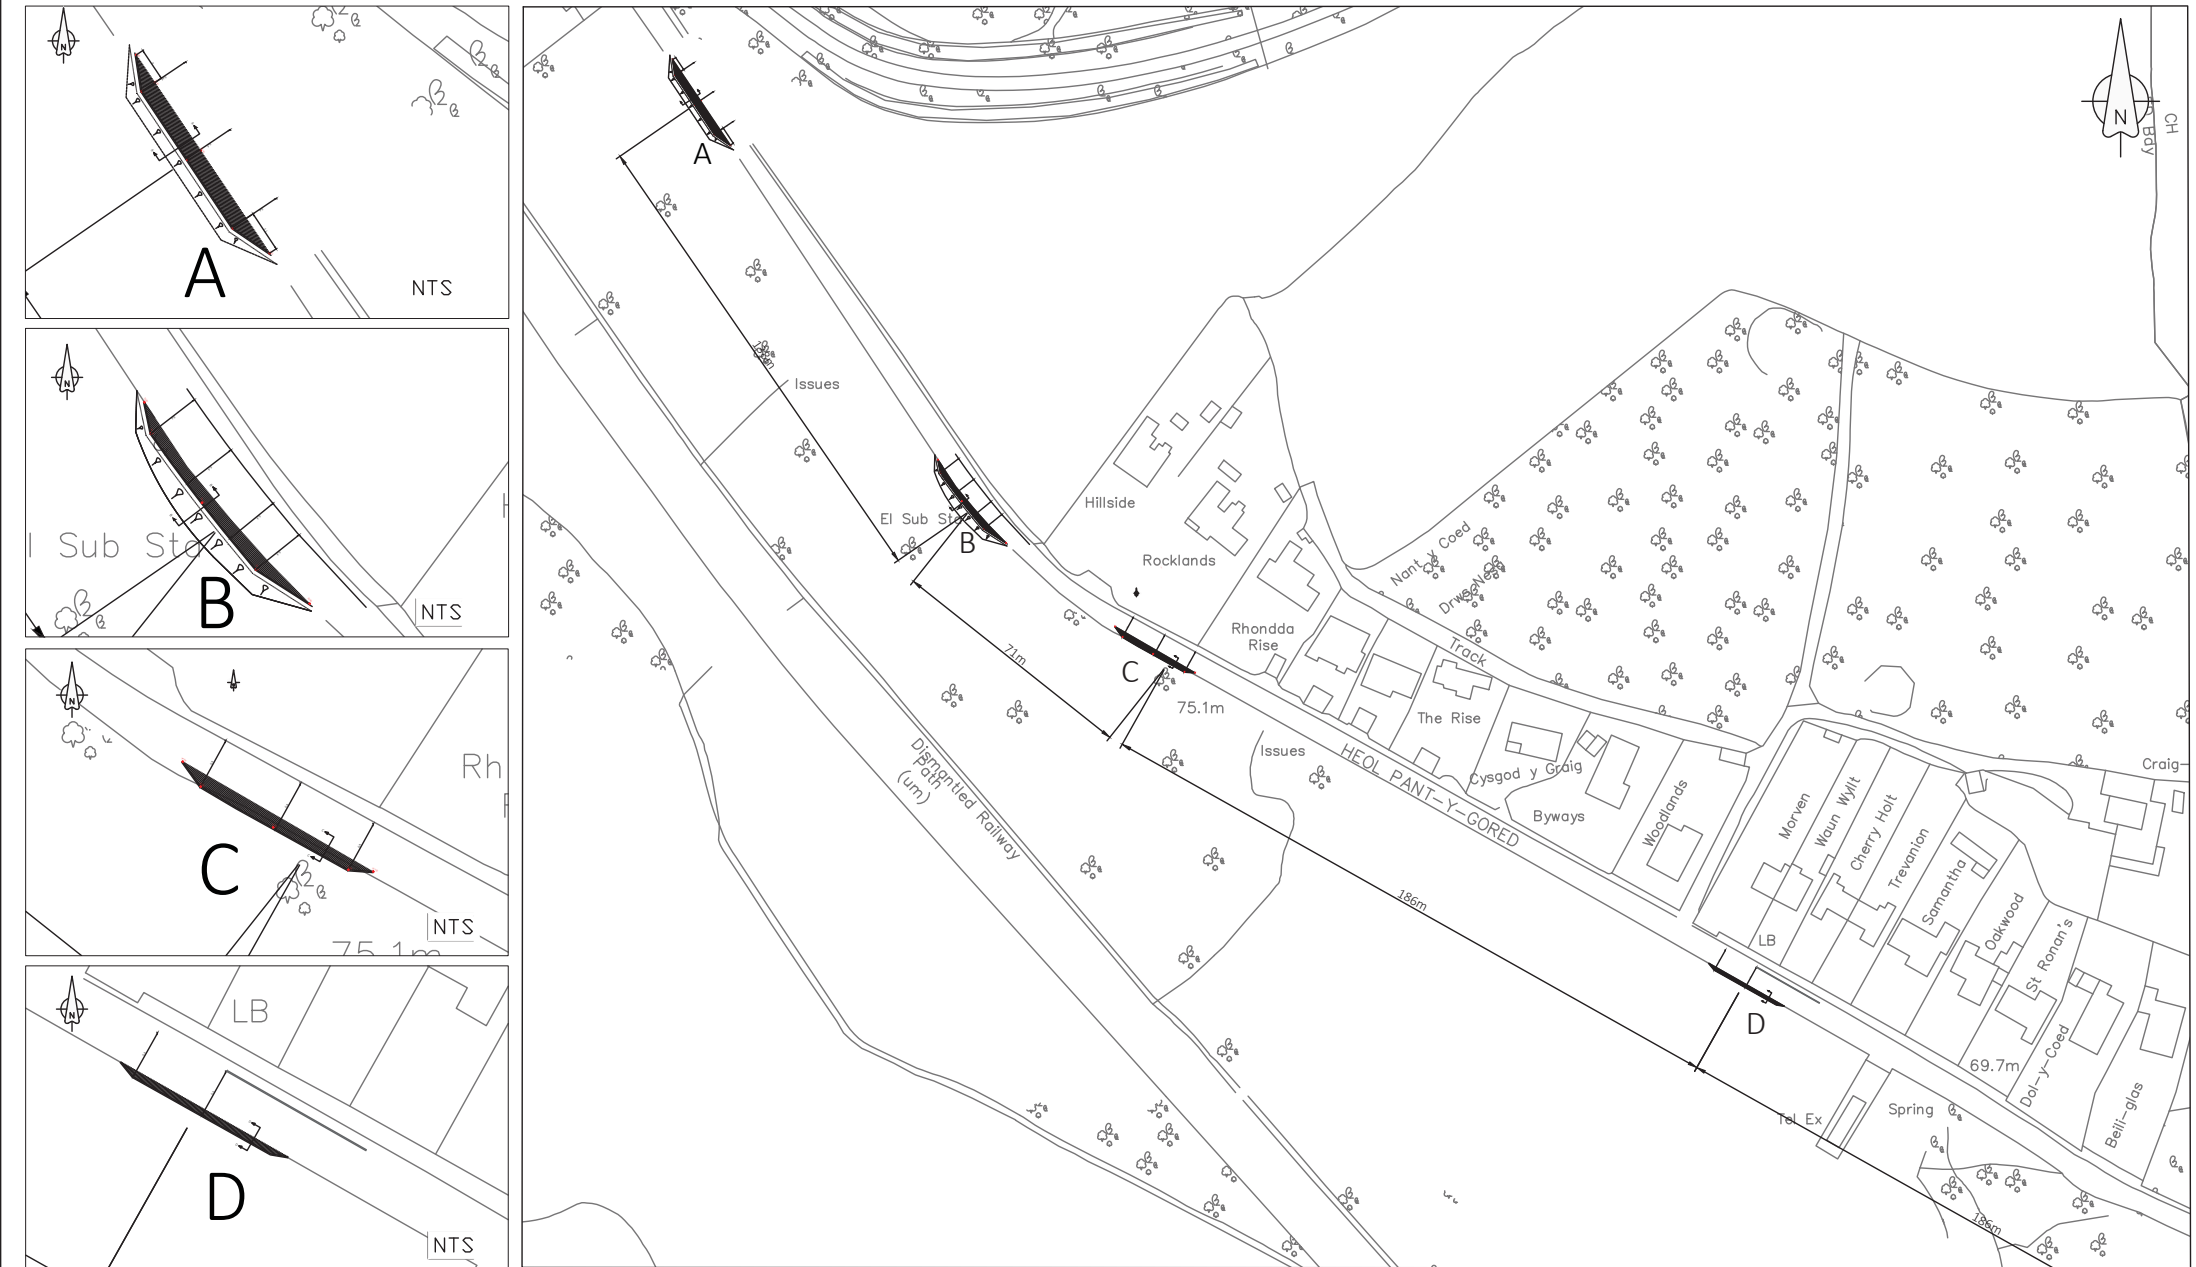 N
A
NTS
N
l Sub Sta
B
NTS
N
Rh
C
NTS
75.1m
N
LB
D
NTS
N
CH
Bdy
A
Issues
El Sub Sta
B
Hillside
Rocklands
Nant y Coed
Rhondda
Rise
Track
71m
C
75.1m
The Rise
Issues
HEOL PANT-Y-GORED
Cysgod y Graig
Byways
Woodlands
Dismantled Railway
Path
(um)
Craig-
Morven
Waun Wyllt
Cherry Holt
Trevanion
Samantha
Oakwood
St Ronan's
186m
LB
D
69.7m
Dol-y-Coed
Beili-glas
Tel Ex
Spring
186m